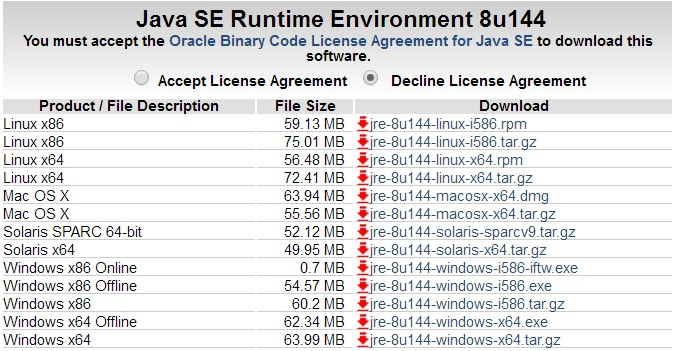 Java SE Runtime Environment 8u144
You must accept the Oracle Binary Code License Agreement for Java SE to download this
software.
Accept License Agreement Decline License Agreement
Product / File Description File Size Download
Linux x86 59.13 MB jre-8u144-linux-i586.rpm
Linux x86 75.01 MB jre-8u144-linux-i586.tar.gz
Linux x64 56.48 MB jre-8u144-linux-x64.rpm
Linux x64 72.41 MB jre-8u144-linux-x64.tar.gz
Mac OS X 63.94 MB jre-8u144-macosx-x64.dmg
Mac OS X 55.56 MB jre-8u144-macosx-x64.tar.gz
Solaris SPARC 64-bit 52.12 MB jre-8u144-solaris-sparcv9.tar.gz
Solaris x64 49.95 MB jre-8u144-solaris-x64.tar.gz
Windows x86 Online 0.7 MB jre-8u144-windows-i586-iftw.exe
Windows x86 Offline 54.57 MB jre-8u144-windows-i586.exe
Windows x86 60.2 MB jre-8u144-windows-i586.tar.gz
Windows x64 Offline 62.34 MB jre-8u144-windows-x64.exe
Windows x64 63.99 MB jre-8u144-windows-x64.tar.gz